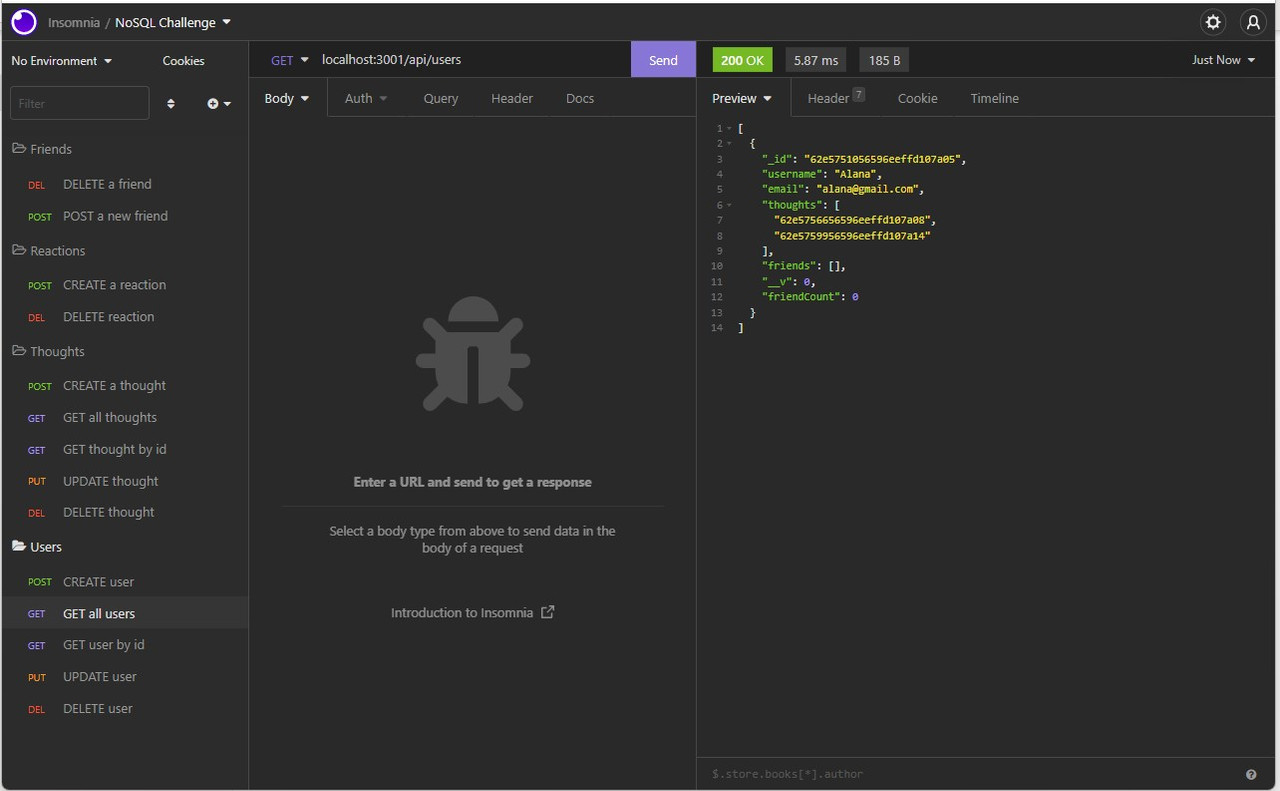 Insomnia / NoSQL Challenge
No Environment
Cookies
Filter
Friends
DEL DELETE a friend
POST POST a new friend
Reactions
POST CREATE a reaction
DEL DELETE reaction
Thoughts
POST CREATE a thought
GET GET all thoughts
GET GET thought by id
PUT UPDATE thought
DEL DELETE thought
Users
POST CREATE user
GET GET all users
GET GET user by id
PUT UPDATE user
DEL DELETE user
GET localhost:3001/api/users Send
Body Auth Query Header Docs
Enter a URL and send to get a response
Select a body type from above to send data in the
body of a request
Introduction to Insomnia
200 OK 5.87 ms 185 B Just Now
Preview Header 7 Cookie Timeline
1 [
2 {
3 "_id": "62e5751056596eeffd107a05",
4 "username": "Alana",
5 "email": "alana@gmail.com",
6 "thoughts": [
7 "62e5756656596eeffd107a08",
8 "62e5759956596eeffd107a14"
9 ],
10 "friends": [],
11 "__v": 0,
12 "friendCount": 0
13 }
14 ]
$.store.books[*].author
?